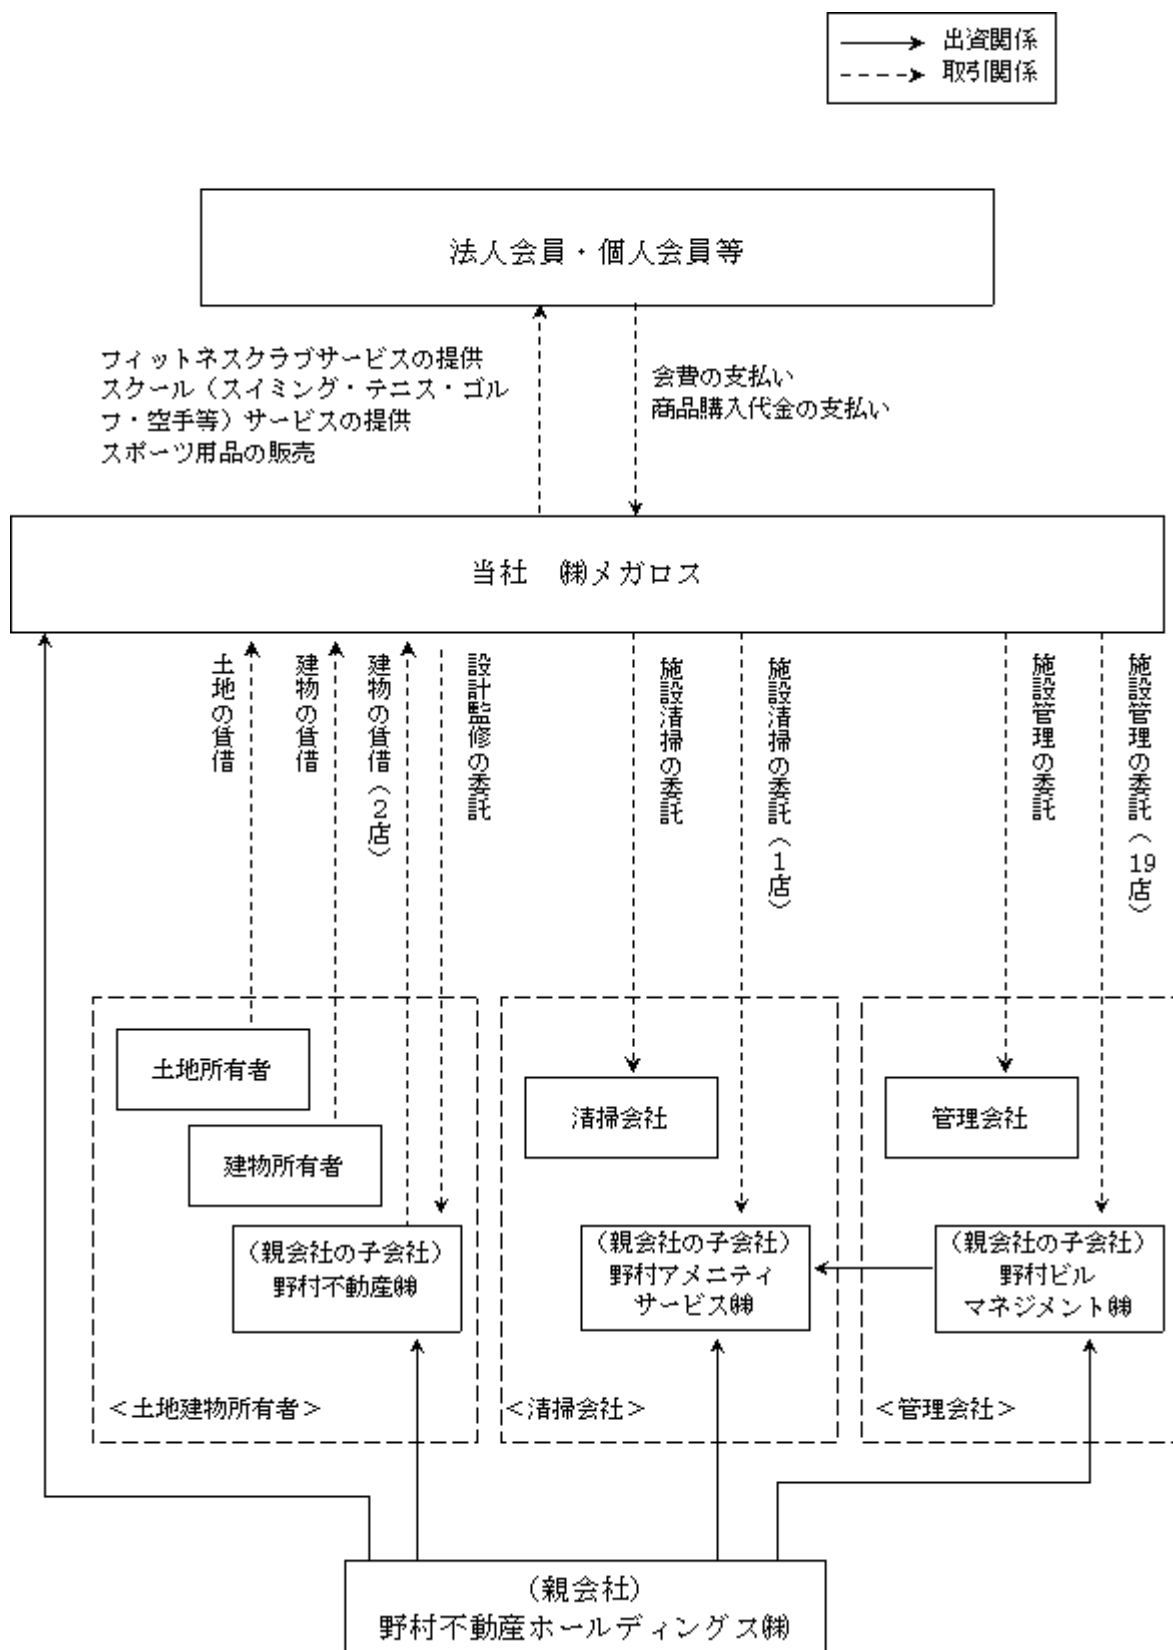 出資関係
取引関係
法人会員・個人会員等
フィットネスクラブサービスの提供
スクール(スイミング・テニス・ゴル
フ・空手等)サービスの提供
スポーツ用品の販売
会費の支払い
商品購入代金の支払い
当社 ㈱メガロス
土地の賃借
建物の賃借
建物の賃借(2店)
設計監修の委託
施設清掃の委託
施設清掃の委託(1店)
施設管理の委託
施設管理の委託(19店)
土地所有者
建物所有者
(親会社の子会社)
野村不動産㈱
<土地建物所有者>
清掃会社
(親会社の子会社)
野村アメニティ
サービス㈱
<清掃会社>
管理会社
(親会社の子会社)
野村ビル
マネジメント㈱
<管理会社>
(親会社)
野村不動産ホールディングス㈱